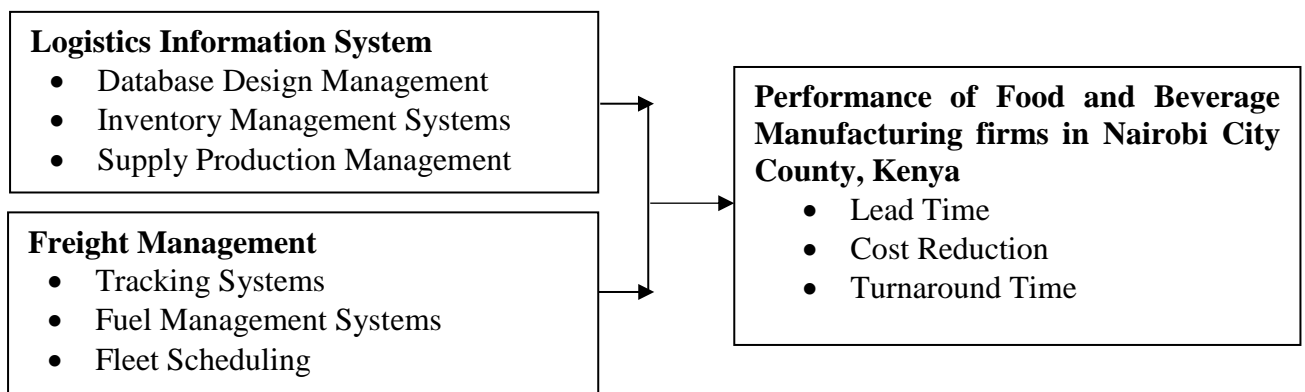 Logistics Information System
• Database Design Management
• Inventory Management Systems
• Supply Production Management
Freight Management
• Tracking Systems
• Fuel Management Systems
• Fleet Scheduling
Performance of Food and Beverage
Manufacturing firms in Nairobi City
County, Kenya
• Lead Time
• Cost Reduction
• Turnaround Time